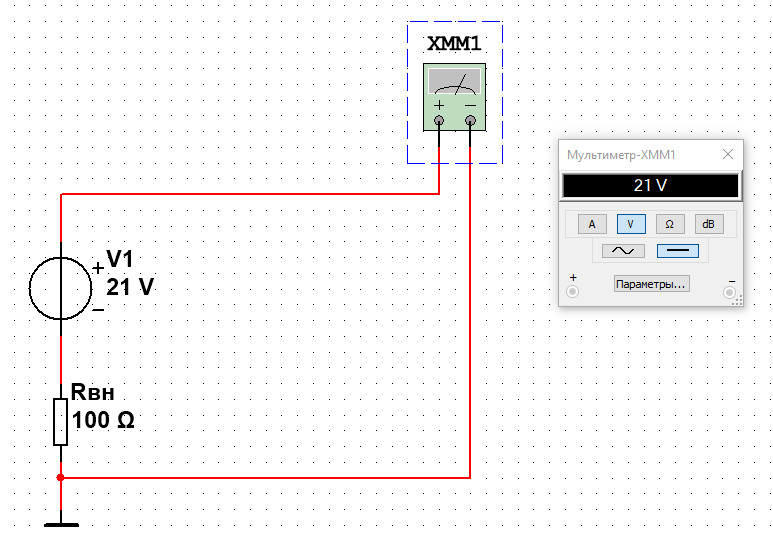 XMM1
+ −
Мультиметр-XMM1
21 V
A V Ω dB
+ Параметры... −
+ V1
21 V
−
Rвн
100 Ω